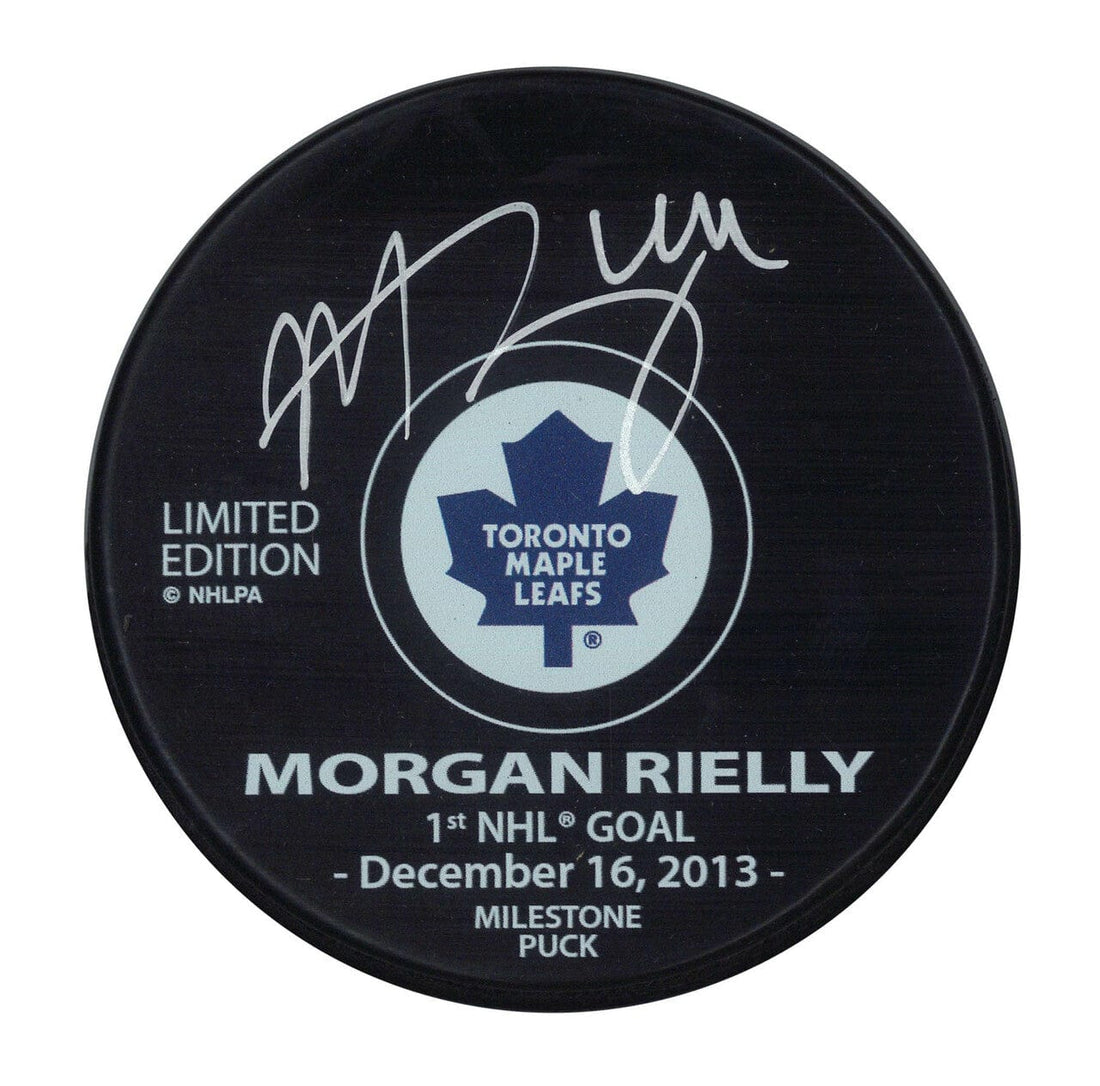 LIMITED
EDITION
© NHLPA
TORONTO
MAPLE
LEAFS
®
MORGAN RIELLY
1st NHL® GOAL
- December 16, 2013 -
MILESTONE
PUCK